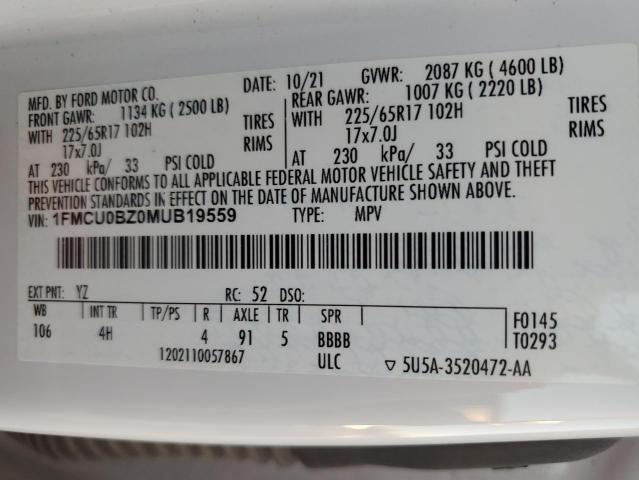 MFD. BY FORD MOTOR CO. DATE: 10/21 GVWR: 2087 KG ( 4600 LB)
FRONT GAWR: 1134 KG ( 2500 LB) REAR GAWR: 1007 KG ( 2220 LB)
WITH 225/65R17 102H TIRES WITH 225/65R17 102H TIRES
17x7.0J RIMS 17x7.0J RIMS
AT 230 kPa/ 33 PSI COLD AT 230 kPa/ 33 PSI COLD
THIS VEHICLE CONFORMS TO ALL APPLICABLE FEDERAL MOTOR VEHICLE SAFETY AND THEFT
PREVENTION STANDARDS IN EFFECT ON THE DATE OF MANUFACTURE SHOWN ABOVE.
VIN: 1FMCU0BZ0MUB19559 TYPE: MPV
EXT PNT: YZ RC: 52 DSO:
WB INT TR TP/PS R AXLE TR SPR F0145
106 4H 4 91 5 BBBB T0293
1202110057867 ULC ▽ 5U5A-3520472-AA